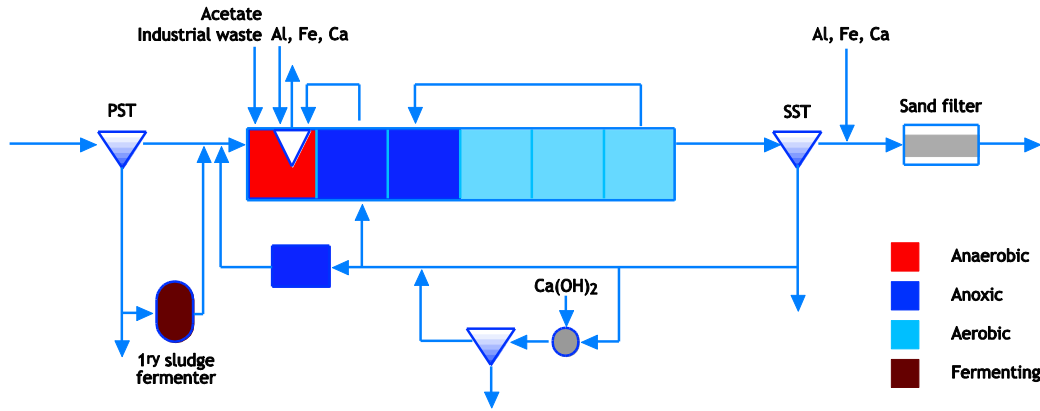 Acetate
Industrial waste
Al, Fe, Ca
Al, Fe, Ca
PST
SST
Sand filter
Anaerobic
Ca(OH)2
Anoxic
Aerobic
1ry sludge
fermenter
Fermenting